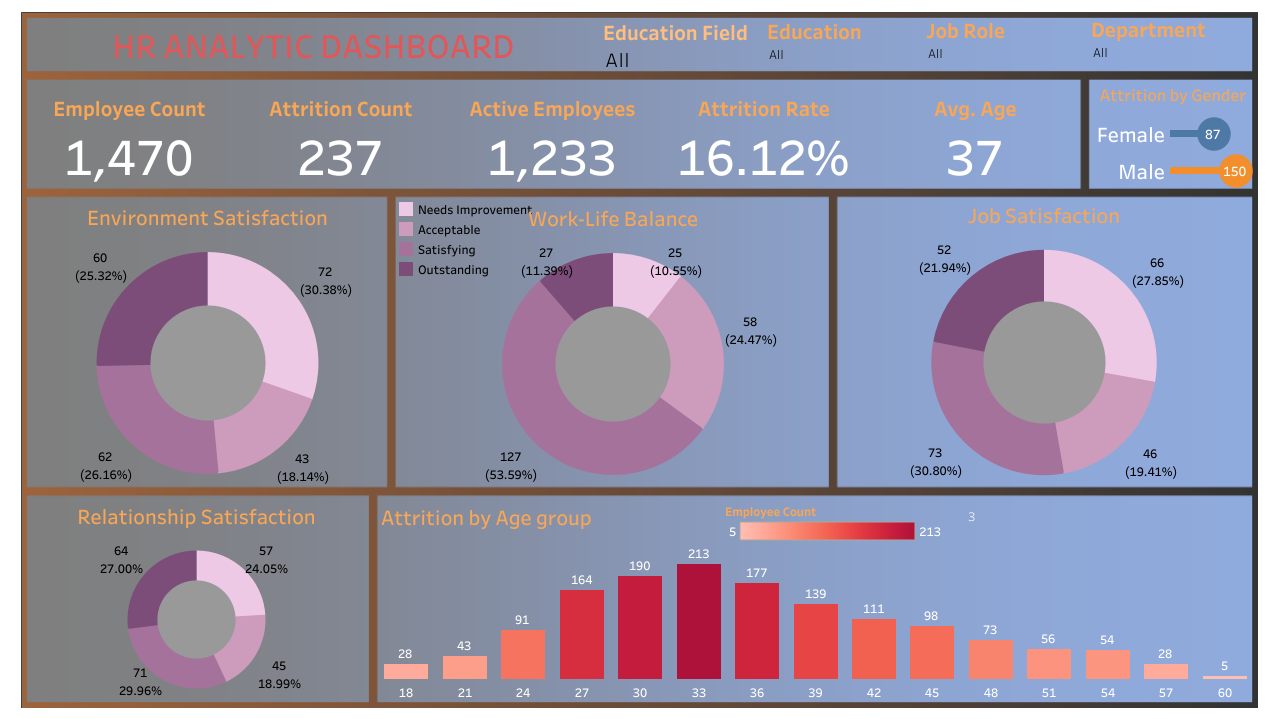 HR ANALYTIC DASHBOARD
Education Field
All
Education
All
Job Role
All
Department
All
Employee Count
1,470
Attrition Count
237
Active Employees
1,233
Attrition Rate
16.12%
Avg. Age
37
Attrition by Gender
Female 87
Male 150
Environment Satisfaction
60
(25.32%)
72
(30.38%)
62
(26.16%)
43
(18.14%)
Needs Improvement
Acceptable
Satisfying
Outstanding
Work-Life Balance
27
(11.39%)
25
(10.55%)
58
(24.47%)
127
(53.59%)
Job Satisfaction
52
(21.94%)
66
(27.85%)
73
(30.80%)
46
(19.41%)
Relationship Satisfaction
64
27.00%
57
24.05%
71
29.96%
45
18.99%
Attrition by Age group
Employee Count
5 213
3
28 43 91 164 190 213 177 139 111 98 73 56 54 28 5
18 21 24 27 30 33 36 39 42 45 48 51 54 57 60